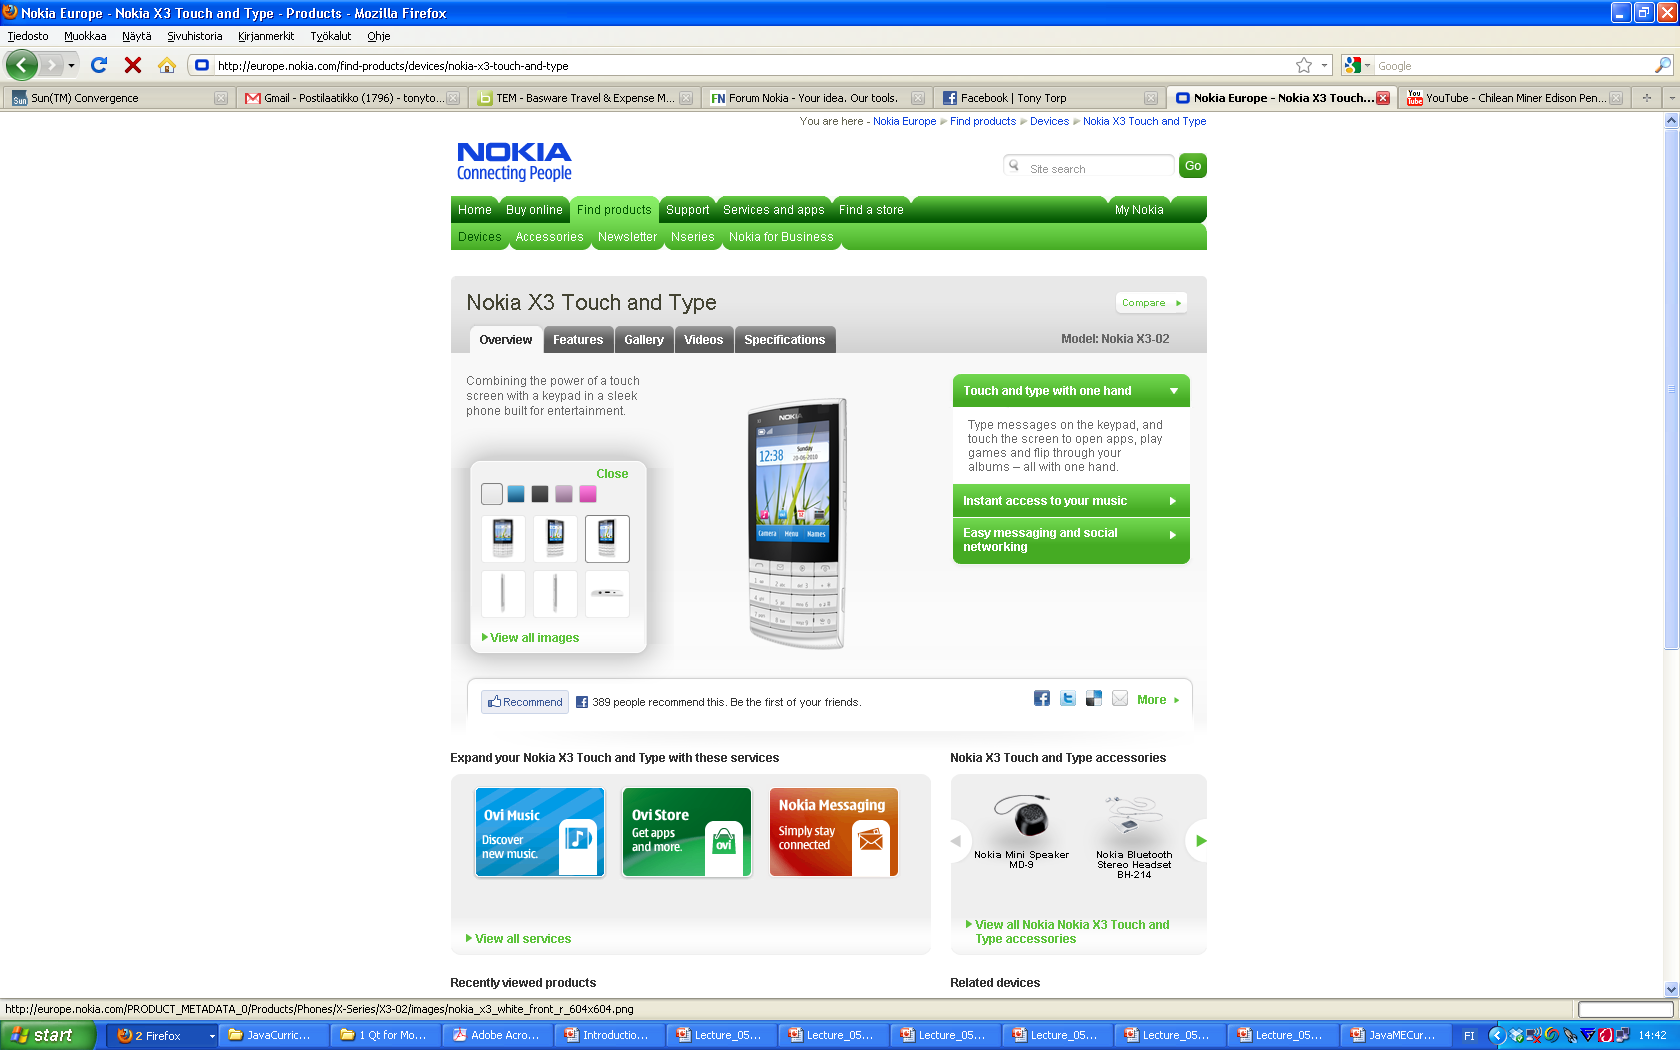 Nokia Europe - Nokia X3 Touch and Type - Products - Mozilla Firefox
Tiedosto Muokkaa Näytä Sivuhistoria Kirjanmerkit Työkalut Ohje
http://europe.nokia.com/find-products/devices/nokia-x3-touch-and-type
Google
Sun(TM) Convergence
Gmail - Postilaatikko (1796) - tonyto...
TEM - Basware Travel & Expense M...
FN Forum Nokia - Your idea. Our tools.
Facebook | Tony Torp
Nokia Europe - Nokia X3 Touch...
YouTube - Chilean Miner Edison Pen...
You are here - Nokia Europe Find products Devices Nokia X3 Touch and Type
NOKIA
Connecting People
Site search
Go
Home Buy online Find products Support Services and apps Find a store My Nokia
Devices Accessories Newsletter Nseries Nokia for Business
Nokia X3 Touch and Type
Compare
Overview Features Gallery Videos Specifications
Model: Nokia X3-02
Combining the power of a touch
screen with a keypad in a sleek
phone built for entertainment.
Close
View all images
NOKIA
Sunday
12:38 20-06-2010
Camera Menu Names
Touch and type with one hand
Type messages on the keypad, and
touch the screen to open apps, play
games and flip through your
albums – all with one hand.
Instant access to your music
Easy messaging and social
networking
Recommend
389 people recommend this. Be the first of your friends.
More
Expand your Nokia X3 Touch and Type with these services
Ovi Music
Discover
new music.
Ovi Store
Get apps
and more.
ovi
Nokia Messaging
Simply stay
connected
View all services
Nokia X3 Touch and Type accessories
Nokia Mini Speaker
MD-9
Nokia Bluetooth
Stereo Headset
BH-214
View all Nokia Nokia X3 Touch and
Type accessories
Recently viewed products
Related devices
http://europe.nokia.com/PRODUCT_METADATA_0/Products/Phones/X-Series/X3-02/images/nokia_x3_white_front_r_604x604.png
start
2 Firefox
JavaCurric...
1 Qt for Mo...
Adobe Acro...
Introductio...
Lecture_05...
Lecture_05...
Lecture_05...
Lecture_05...
Lecture_05...
Lecture_05...
JavaMECur...
FI
14:42